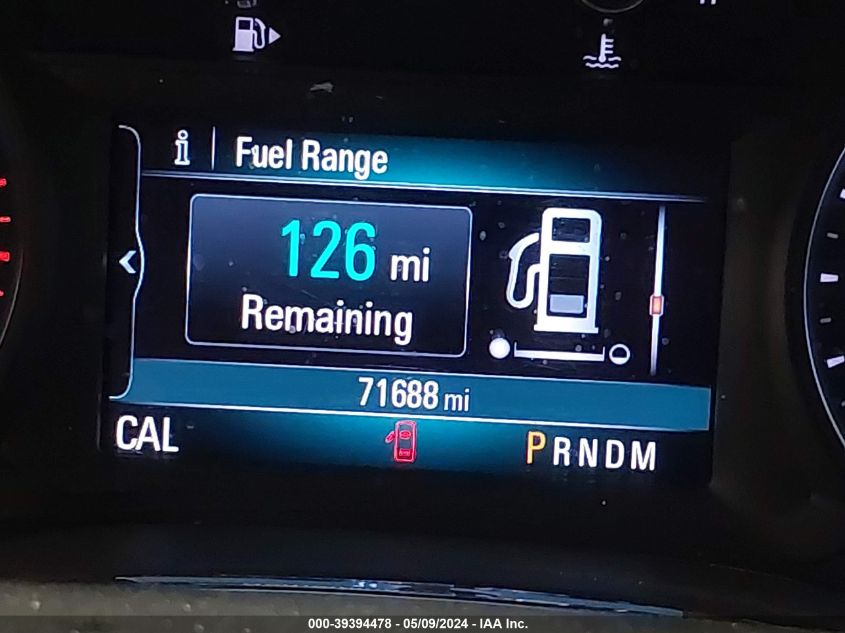 Fuel Range
126 mi
Remaining
71688 mi
CAL
PRNDM
000-39394478 - 05/09/2024 - IAA Inc.